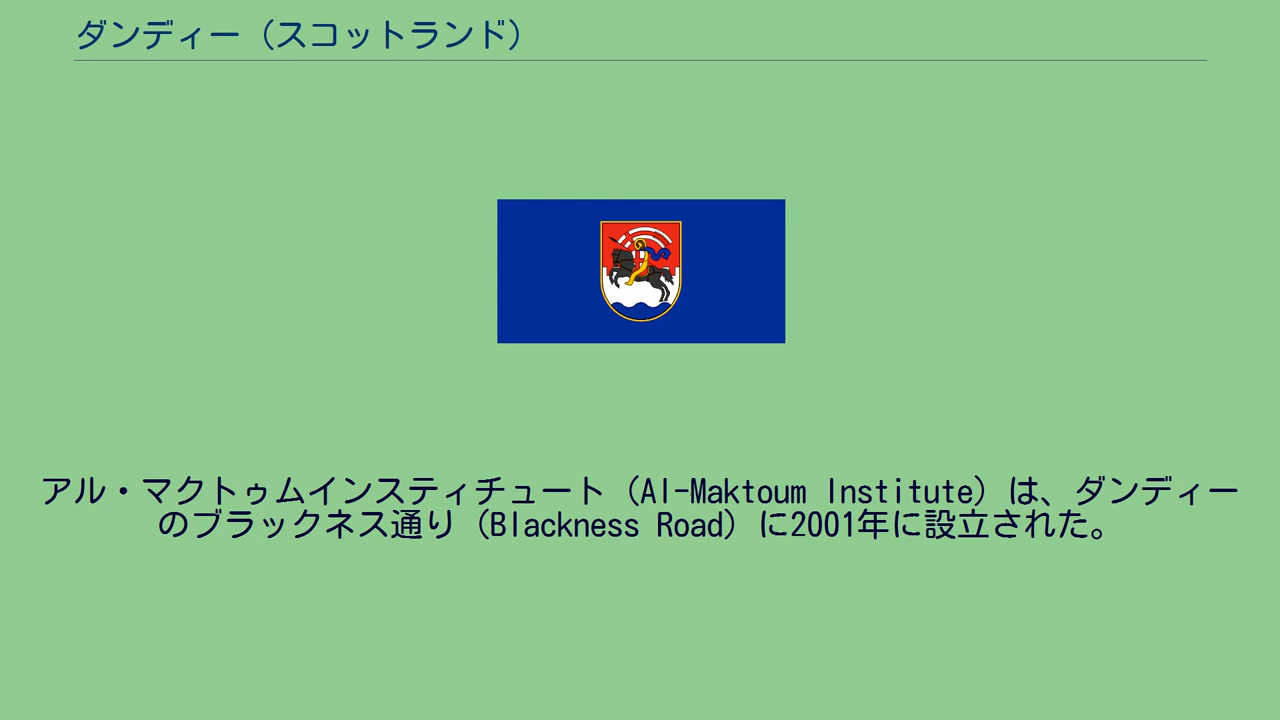 ダンディー（スコットランド）
アル・マクトゥムインスティチュート（Al-Maktoum Institute）は、ダンディー
のブラックネス通り（Blackness Road）に2001年に設立された。